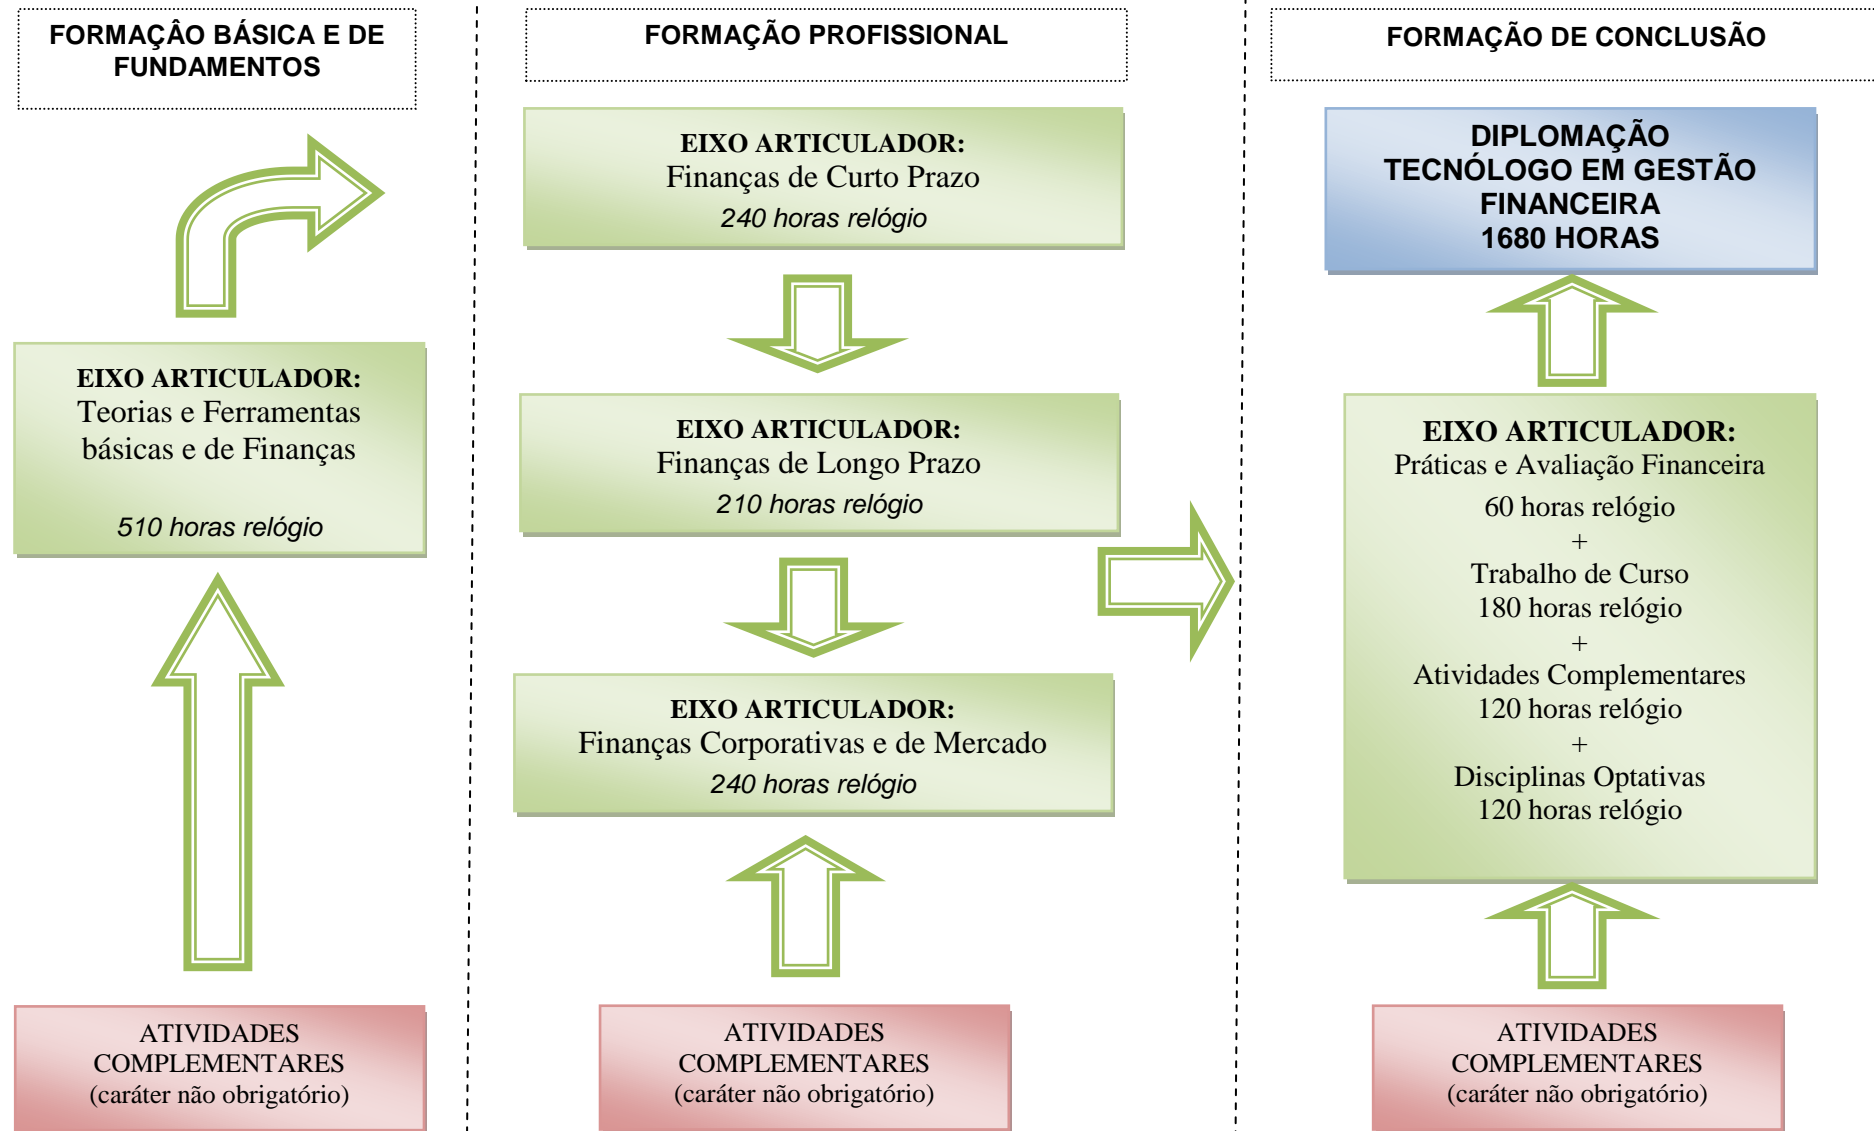 FORMAÇÂO BÁSICA E DE
FUNDAMENTOS
EIXO ARTICULADOR:
Teorias e Ferramentas
básicas e de Finanças
510 horas relógio
ATIVIDADES
COMPLEMENTARES
(caráter não obrigatório)
FORMAÇÃO PROFISSIONAL
EIXO ARTICULADOR:
Finanças de Curto Prazo
240 horas relógio
EIXO ARTICULADOR:
Finanças de Longo Prazo
210 horas relógio
EIXO ARTICULADOR:
Finanças Corporativas e de Mercado
240 horas relógio
ATIVIDADES
COMPLEMENTARES
(caráter não obrigatório)
FORMAÇÃO DE CONCLUSÃO
DIPLOMAÇÃO
TECNÓLOGO EM GESTÃO
FINANCEIRA
1680 HORAS
EIXO ARTICULADOR:
Práticas e Avaliação Financeira
60 horas relógio
+
Trabalho de Curso
180 horas relógio
+
Atividades Complementares
120 horas relógio
+
Disciplinas Optativas
120 horas relógio
ATIVIDADES
COMPLEMENTARES
(caráter não obrigatório)